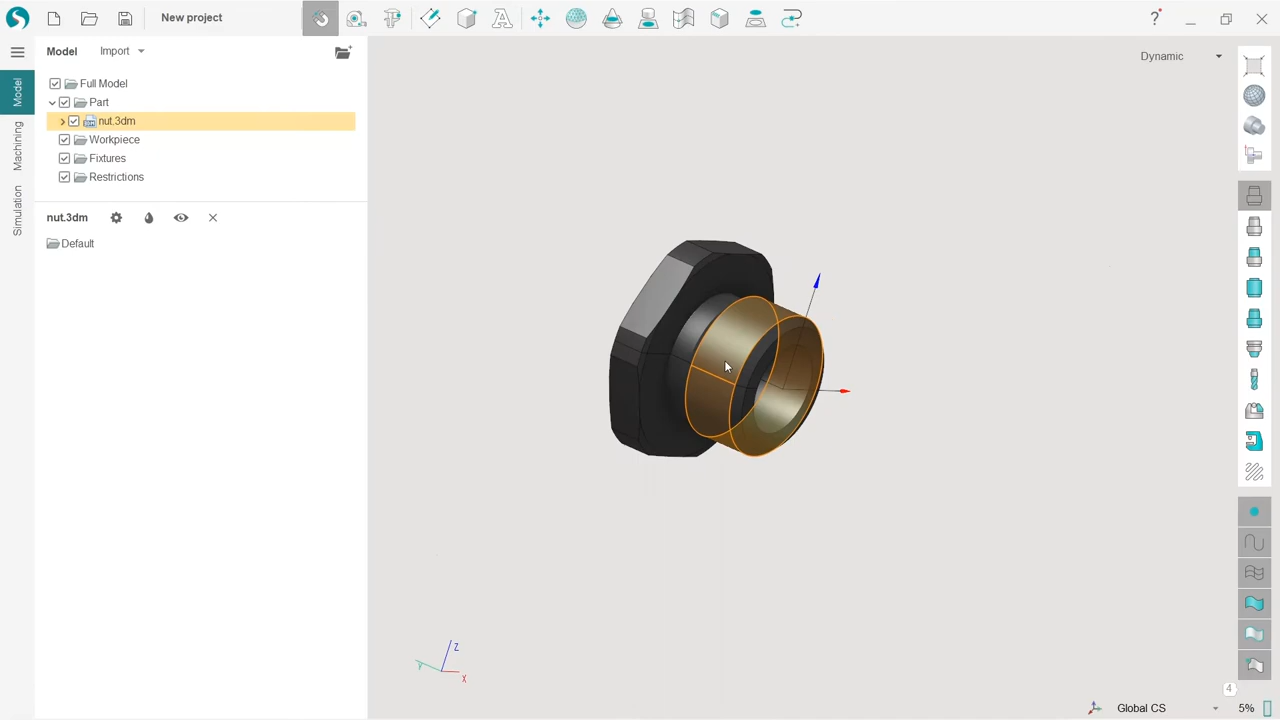 New project
?
Model
Import
Dynamic
Full Model
Part
nut.3dm
Workpiece
Fixtures
Restrictions
Model
Machining
Simulation
nut.3dm
Default
Z
Y
X
4
Global CS
5%